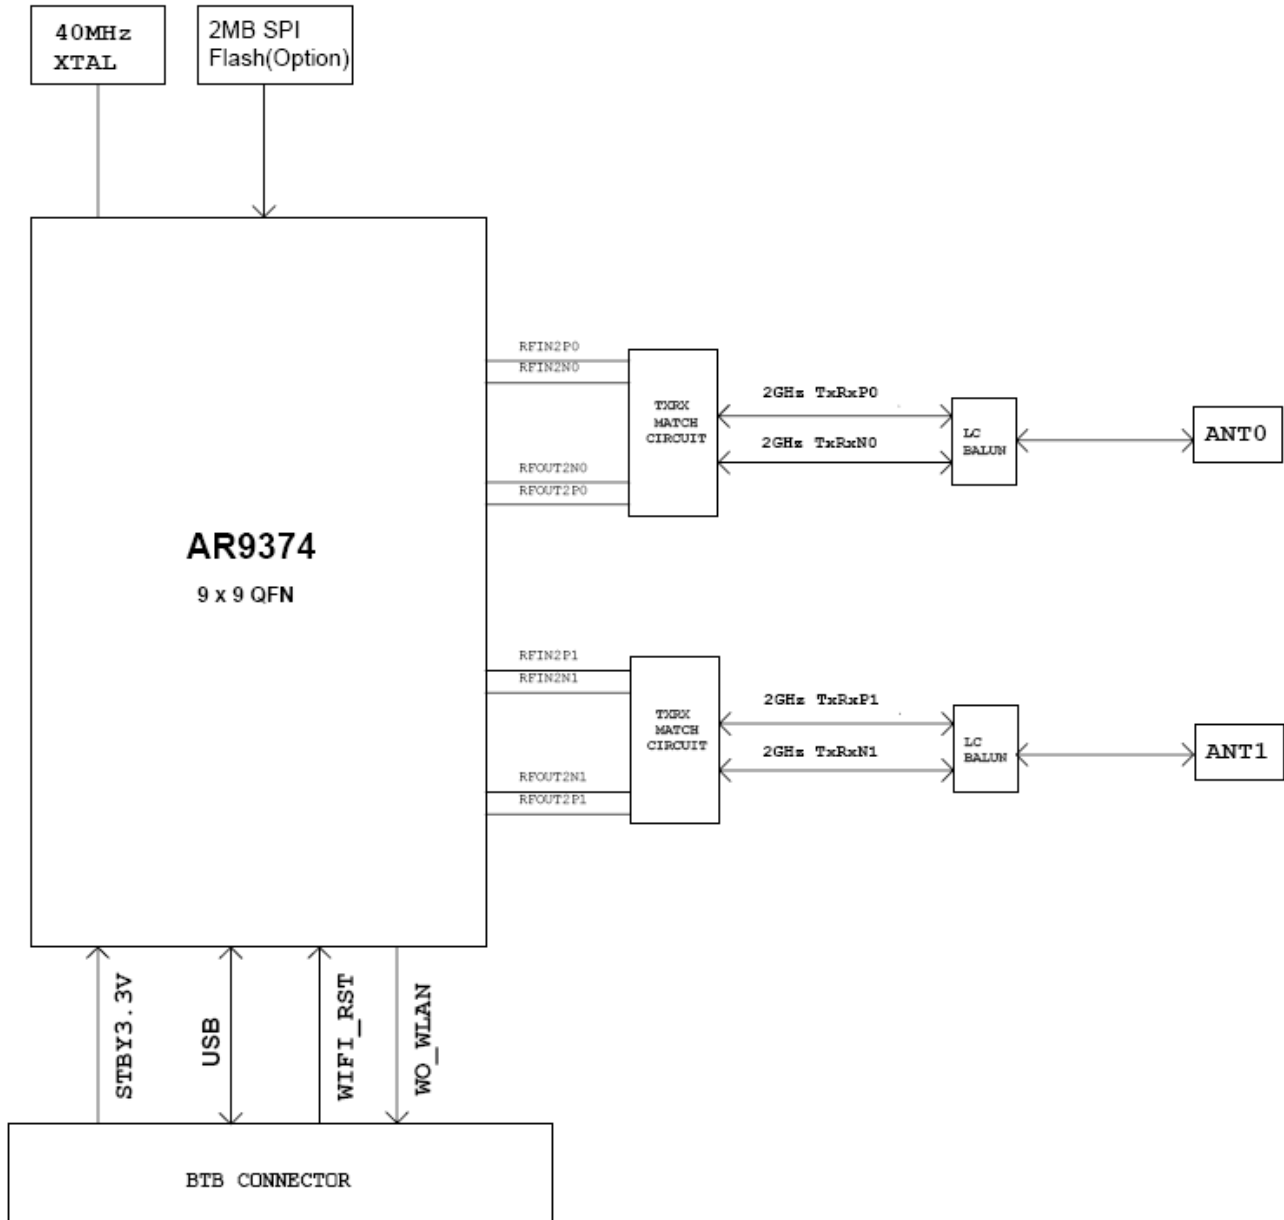 40MHz
XTAL
2MB SPI
Flash(Option)
RFIN2P0
RFIN2N0
RFOUT2N0
RFOUT2P0
TXRX
MATCH
CIRCUIT
2GHz TxRxP0
2GHz TxRxN0
LC
BALUN
ANT0
AR9374
9 x 9 QFN
RFIN2P1
RFIN2N1
RFOUT2N1
RFOUT2P1
TXRX
MATCH
CIRCUIT
2GHz TxRxP1
2GHz TxRxN1
LC
BALUN
ANT1
STBY3.3V
USB
WIFI_RST
WO_WLAN
BTB CONNECTOR